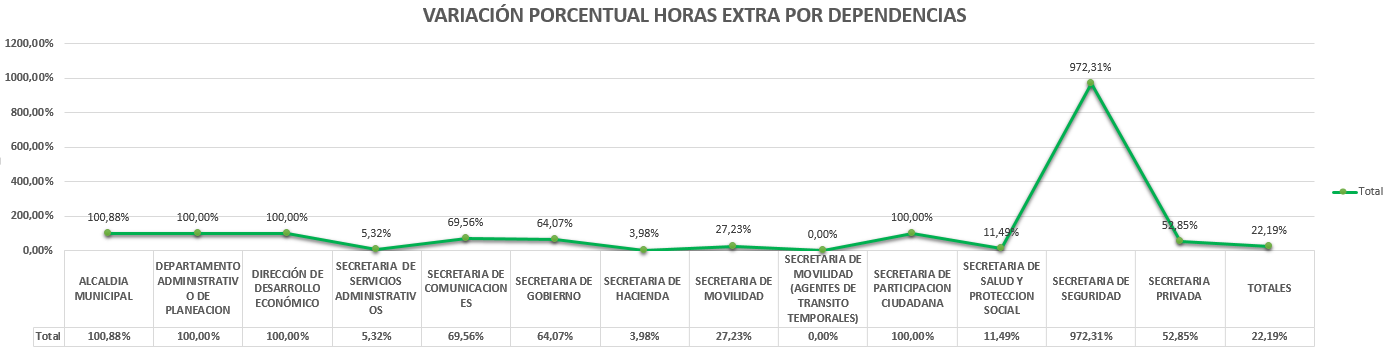 VARIACIÓN PORCENTUAL HORAS EXTRA POR DEPENDENCIAS
1200,00%
1000,00%
800,00%
600,00%
400,00%
200,00%
0,00%
100,88%
100,00%
100,00%
5,32%
69,56%
64,07%
3,98%
27,23%
0,00%
100,00%
11,49%
972,31%
52,85%
22,19%
Total
ALCALDIA
MUNICIPAL
DEPARTAMENTO
ADMINISTRATIV
O DE
PLANEACION
DIRECCIÓN DE
DESARROLLO
ECONÓMICO
SECRETARIA DE
SERVICIOS
ADMINISTRATIV
OS
SECRETARIA DE
COMUNICACION
ES
SECRETARIA DE
GOBIERNO
SECRETARIA DE
HACIENDA
SECRETARIA DE
MOVILIDAD
SECRETARIA DE
MOVILIDAD
(AGENTES DE
TRANSITO
TEMPORALES)
SECRETARIA DE
PARTICIPACION
CIUDADANA
SECRETARIA DE
SALUD Y
PROTECCION
SOCIAL
SECRETARIA DE
SEGURIDAD
SECRETARIA
PRIVADA
TOTALES
Total 100,88% 100,00% 100,00% 5,32% 69,56% 64,07% 3,98% 27,23% 0,00% 100,00% 11,49% 972,31% 52,85% 22,19%